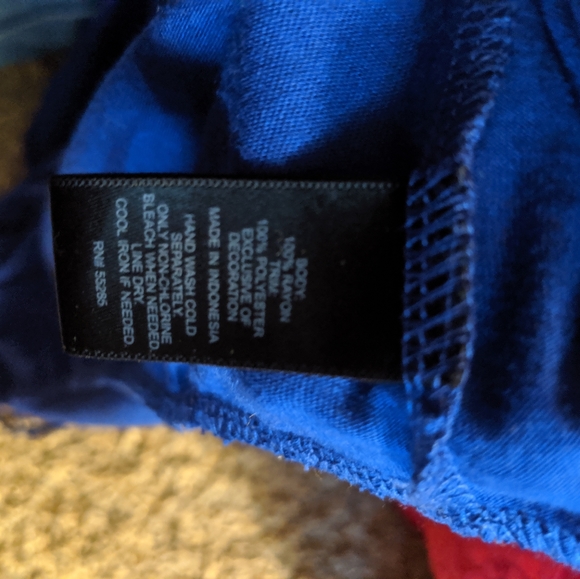 BODY:
100% RAYON
TRIM:
100% POLYESTER
EXCLUSIVE OF
DECORATION
MADE IN INDONESIA
HAND WASH COLD
SEPARATELY
ONLY NON-CHLORINE
BLEACH WHEN NEEDED.
LINE DRY.
COOL IRON IF NEEDED.
RN# 55285